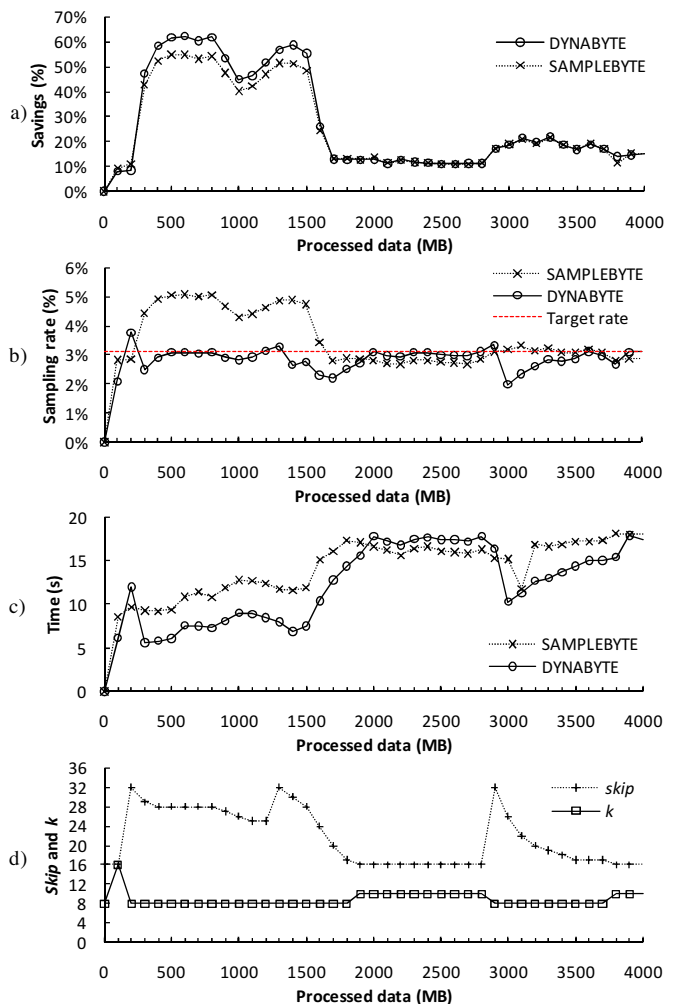 a)
Savings (%)
70%
60%
50%
40%
30%
20%
10%
0%
DYNABYTE
SAMPLEBYTE
0 500 1000 1500 2000 2500 3000 3500 4000
Processed data (MB)
b)
Sampling rate (%)
6%
5%
4%
3%
2%
1%
0%
SAMPLEBYTE
DYNABYTE
Target rate
0 500 1000 1500 2000 2500 3000 3500 4000
Processed data (MB)
c)
Time (s)
20
15
10
5
0
SAMPLEBYTE
DYNABYTE
0 500 1000 1500 2000 2500 3000 3500 4000
Processed data (MB)
d)
Skip and k
36
32
28
24
20
16
12
8
4
0
skip
k
0 500 1000 1500 2000 2500 3000 3500 4000
Processed data (MB)